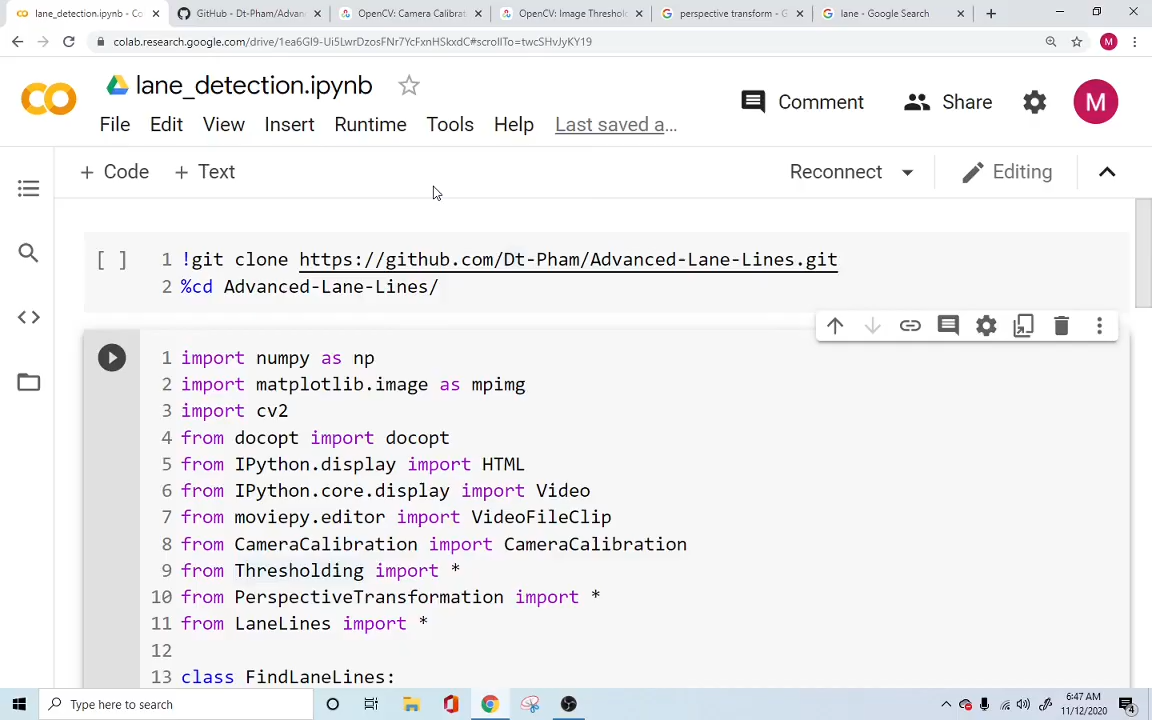 lane_detection.ipynb - Co
GitHub - Dt-Pham/Advan
OpenCV: Camera Calibrat
OpenCV: Image Threshol
perspective transform - G
lane - Google Search
colab.research.google.com/drive/1ea6GI9-Ui5LwrDzosFNr7YcFxnHSkxdC#scrollTo=twcSHvJyKY19
M
lane_detection.ipynb
Comment
Share
M
File Edit View Insert Runtime Tools Help Last saved a...
+ Code + Text
Reconnect
Editing
[ ] 1 !git clone https://github.com/Dt-Pham/Advanced-Lane-Lines.git
2 %cd Advanced-Lane-Lines/
1 import numpy as np
2 import matplotlib.image as mpimg
3 import cv2
4 from docopt import docopt
5 from IPython.display import HTML
6 from IPython.core.display import Video
7 from moviepy.editor import VideoFileClip
8 from CameraCalibration import CameraCalibration
9 from Thresholding import *
10 from PerspectiveTransformation import *
11 from LaneLines import *
12
13 class FindLaneLines:
Type here to search
6:47 AM
11/12/2020
4